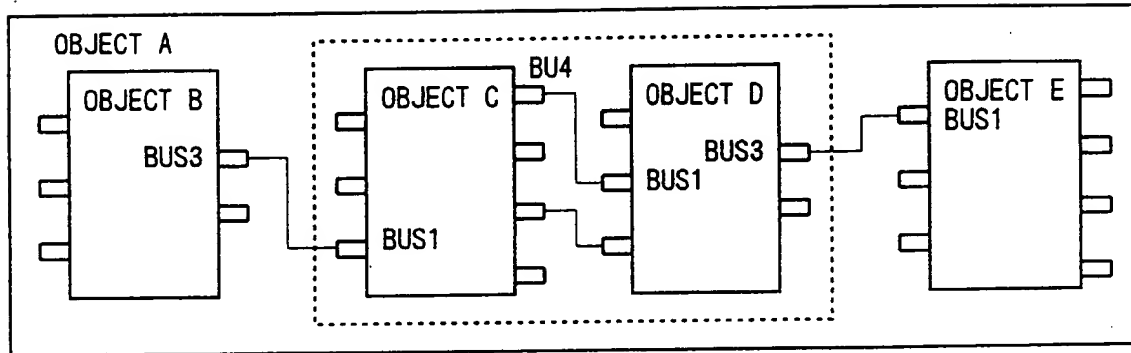 OBJECT A
OBJECT B
BUS3
BU4
OBJECT C
BUS1
OBJECT D
BUS3
BUS1
OBJECT E
BUS1